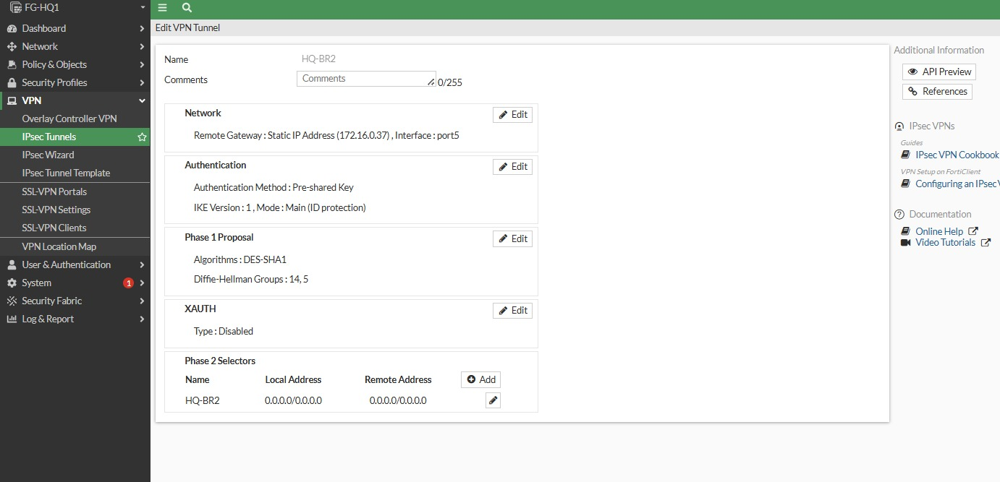 FG-HQ1
Dashboard
Network
Policy & Objects
Security Profiles
VPN
Overlay Controller VPN
IPsec Tunnels
IPsec Wizard
IPsec Tunnel Template
SSL-VPN Portals
SSL-VPN Settings
SSL-VPN Clients
VPN Location Map
User & Authentication
System 1
Security Fabric
Log & Report
Edit VPN Tunnel
Name HQ-BR2
Comments Comments 0/255
Network Edit
Remote Gateway : Static IP Address (172.16.0.37) , Interface : port5
Authentication Edit
Authentication Method : Pre-shared Key
IKE Version : 1 , Mode : Main (ID protection)
Phase 1 Proposal Edit
Algorithms : DES-SHA1
Diffie-Hellman Groups : 14, 5
XAUTH Edit
Type : Disabled
Phase 2 Selectors
Name Local Address Remote Address Add
HQ-BR2 0.0.0.0/0.0.0.0 0.0.0.0/0.0.0.0
Additional Information
API Preview
References
IPsec VPNs
Guides
IPsec VPN Cookbook
VPN Setup on FortiClient
Configuring an IPsec V
Documentation
Online Help
Video Tutorials